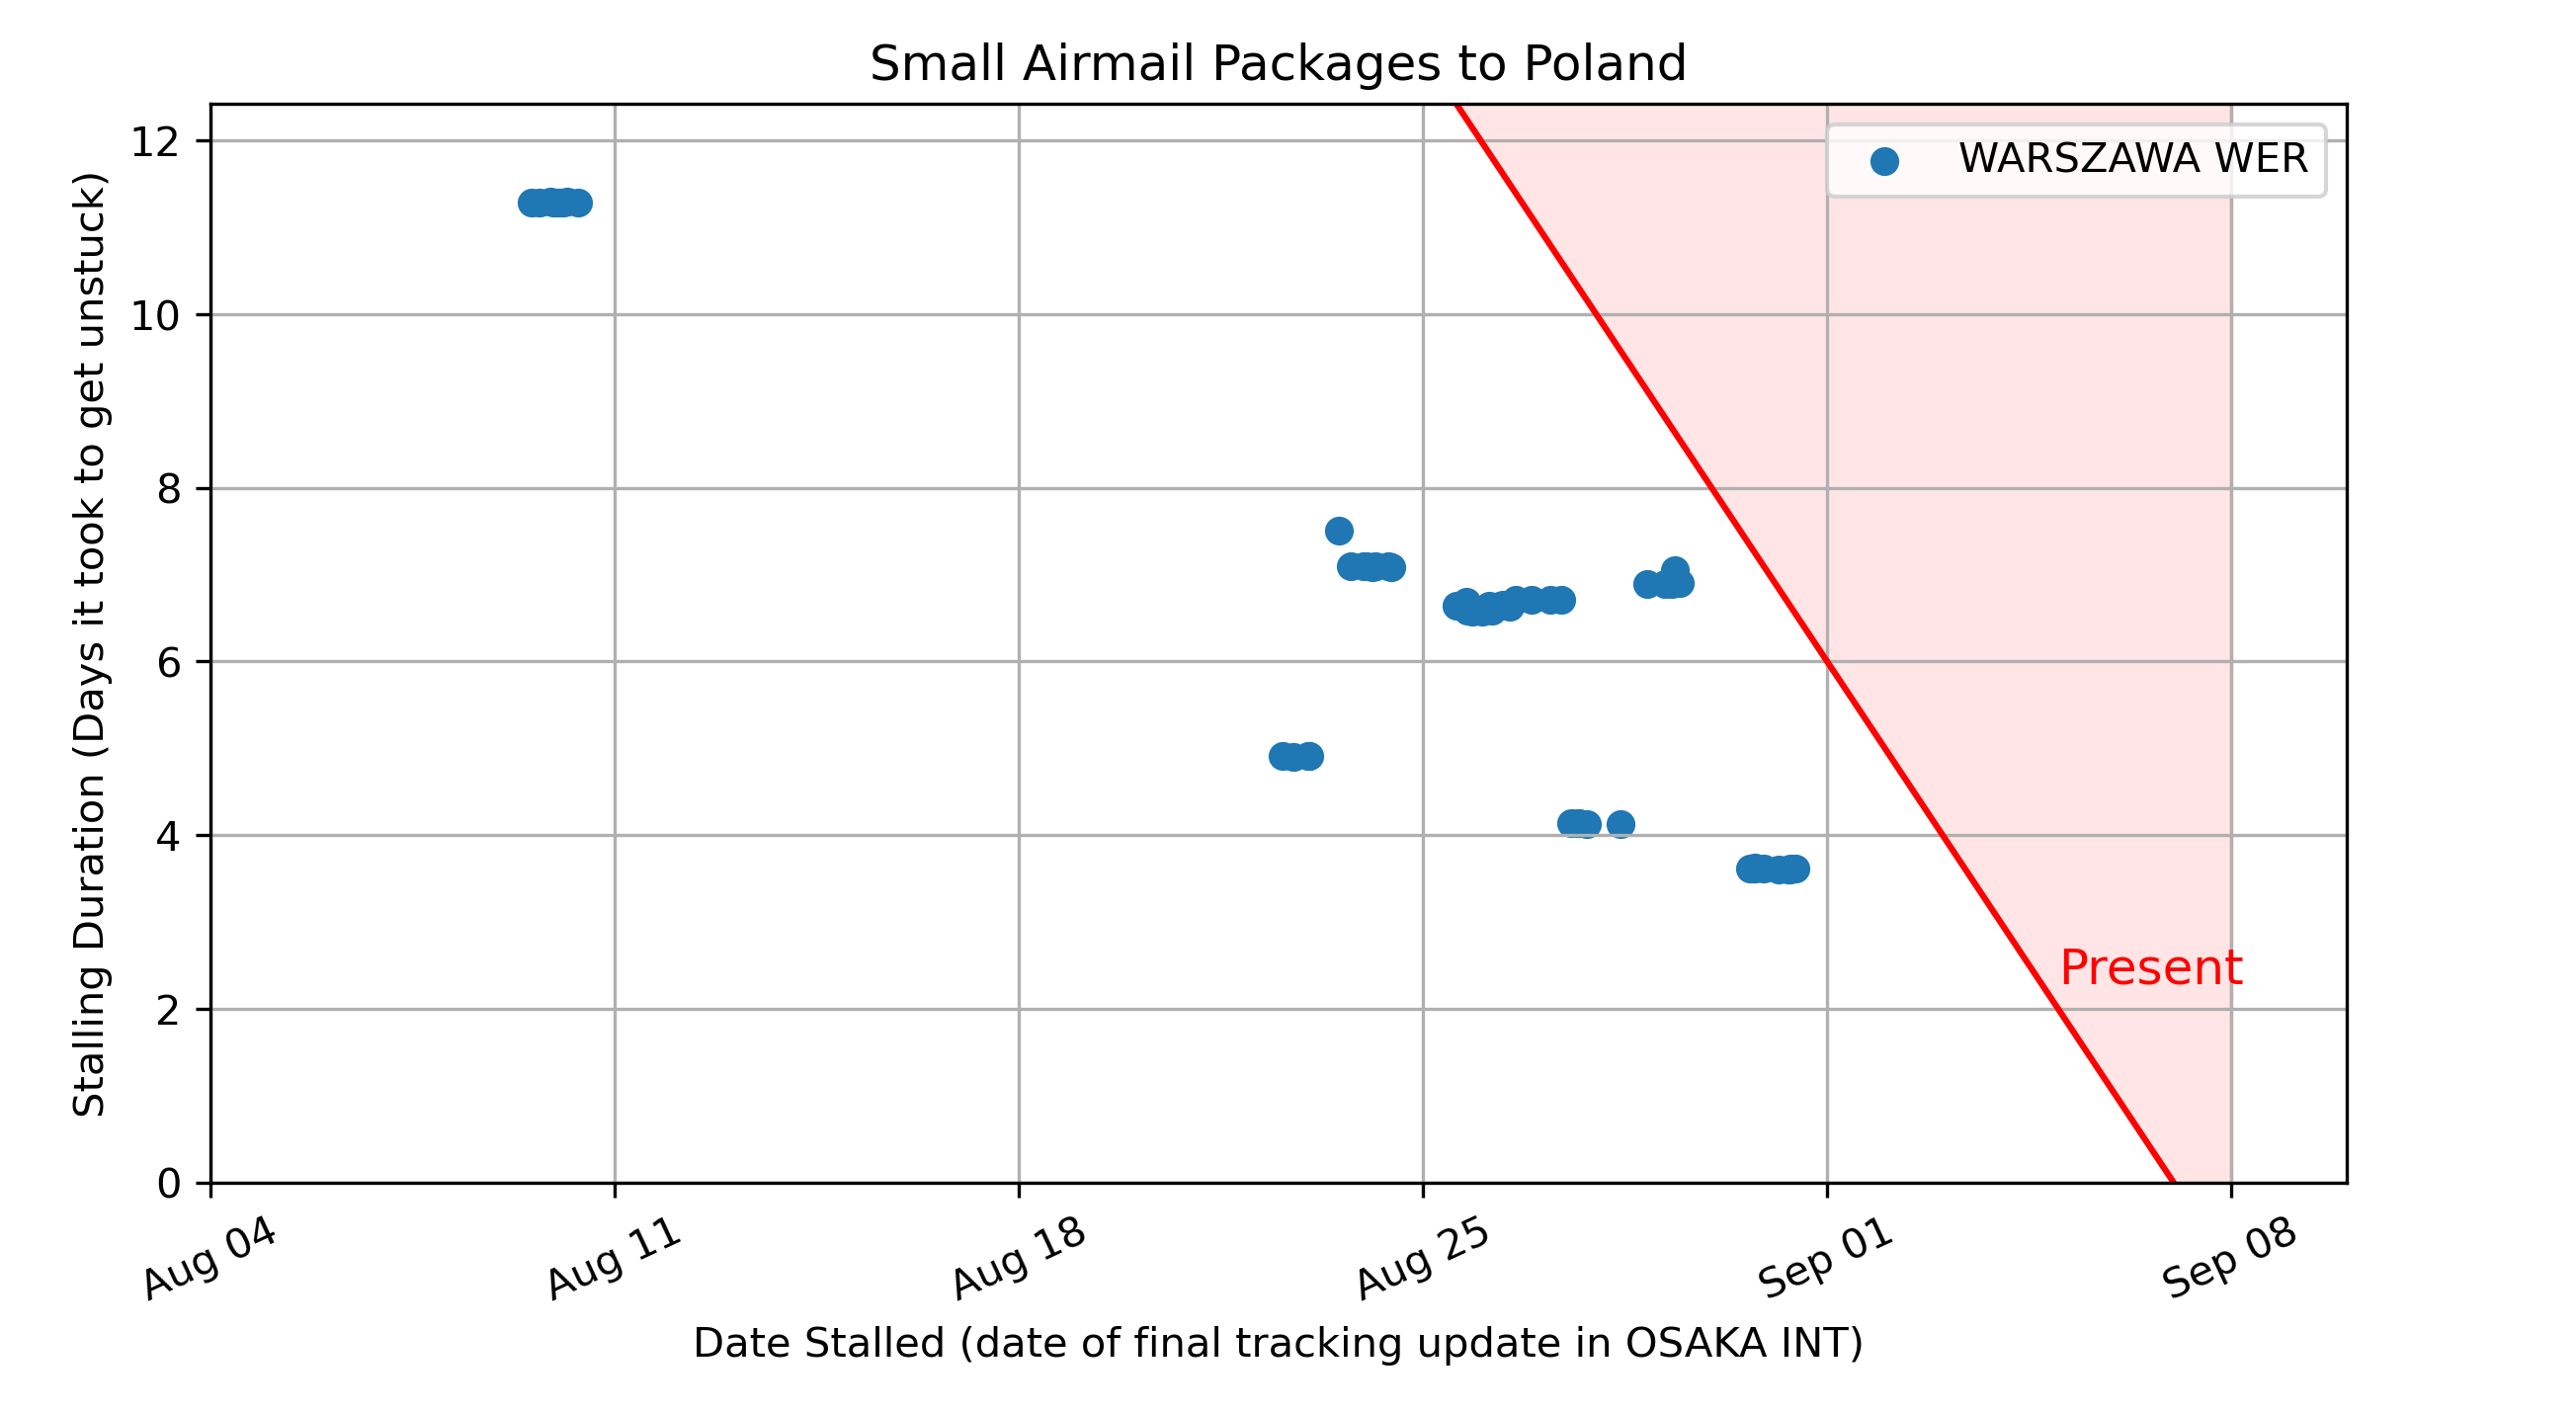 Small Airmail Packages to Poland
WARSZAWA WER
Stalling Duration (Days it took to get unstuck)
12
10
8
6
4
2
0
Present
Aug 04
Aug 11
Aug 18
Aug 25
Sep 01
Sep 08
Date Stalled (date of final tracking update in OSAKA INT)